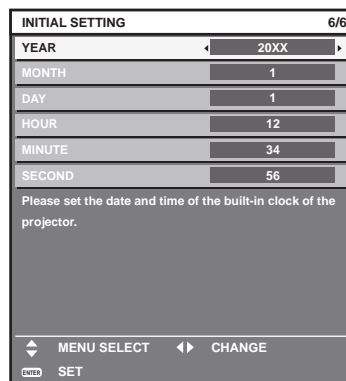 INITIAL SETTING 6/6
YEAR 20XX
MONTH 1
DAY 1
HOUR 12
MINUTE 34
SECOND 56
Please set the date and time of the built-in clock of the
projector.
MENU SELECT CHANGE
ENTER SET